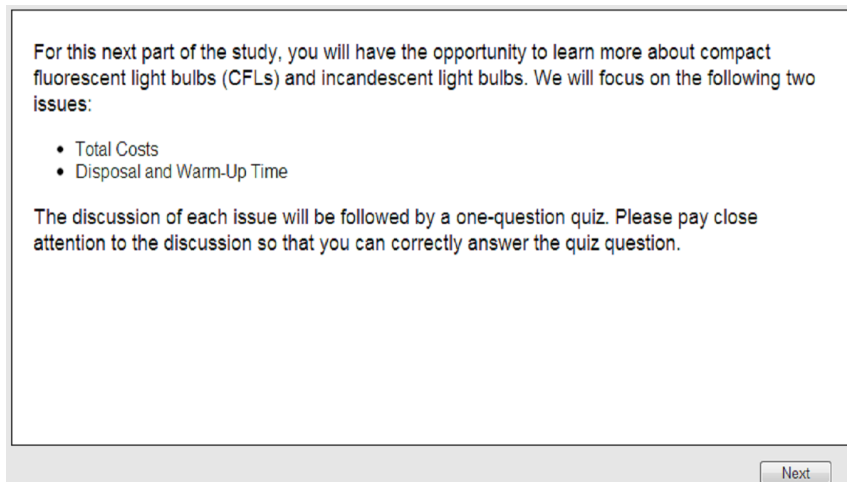 For this next part of the study, you will have the opportunity to learn more about compact
fluorescent light bulbs (CFLs) and incandescent light bulbs. We will focus on the following two
issues:
• Total Costs
• Disposal and Warm-Up Time
The discussion of each issue will be followed by a one-question quiz. Please pay close
attention to the discussion so that you can correctly answer the quiz question.
Next